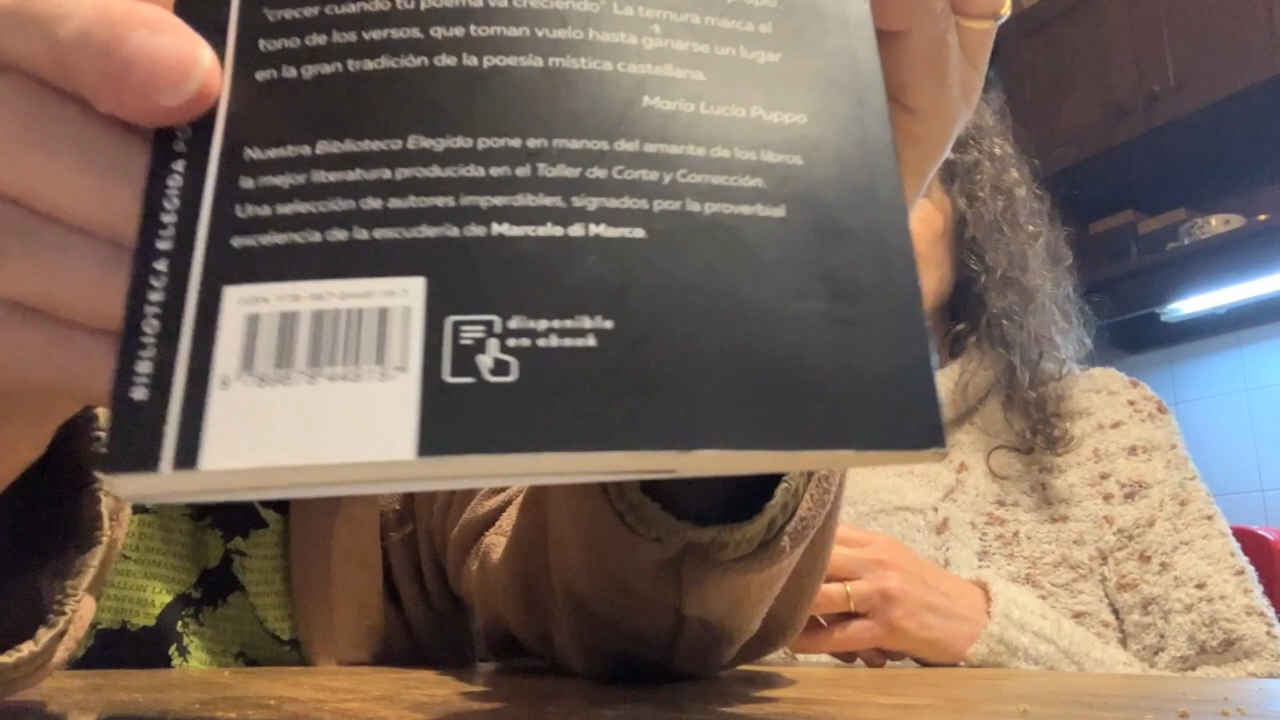 "crecer cuando tu poema va creciendo". La ternura marca el
tono de los versos, que toman vuelo hasta ganarse un lugar
en la gran tradición de la poesía mística castellana.
María Lucía Puppo
Nuestra Biblioteca Elegida pone en manos del amante de los libros
la mejor literatura producida en el Taller de Corte y Corrección.
Una selección de autores imperdibles, signados por la proverbial
excelencia de la escudería de Marcelo di Marco.
disponible
en ebook
BIBLIOTECA ELEGIDA